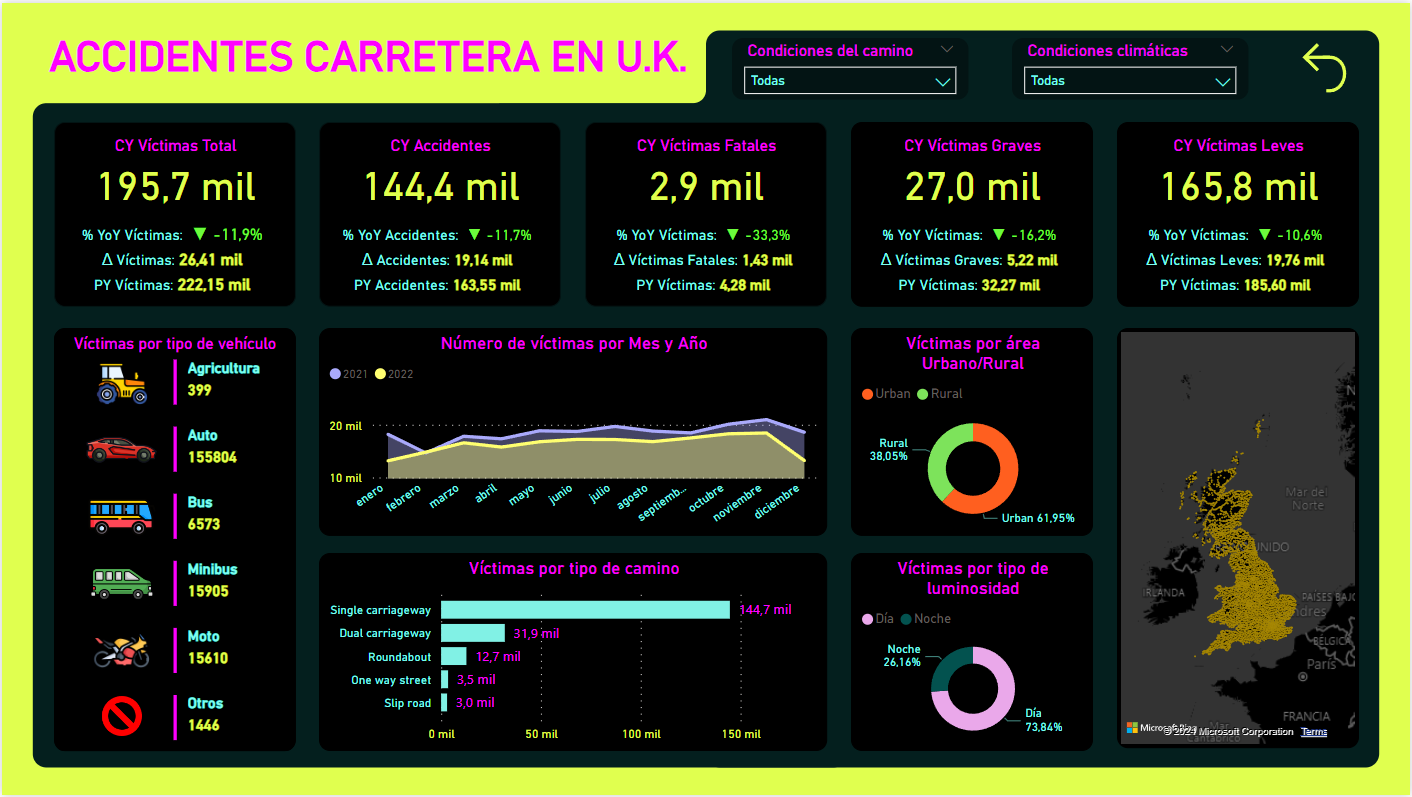 ACCIDENTES CARRETERA EN U.K.
Condiciones del camino
Todas
Condiciones climáticas
Todas
CY Víctimas Total
195,7 mil
% YoY Víctimas: ▼ -11,9%
Δ Víctimas: 26,41 mil
PY Víctimas: 222,15 mil
CY Accidentes
144,4 mil
% YoY Accidentes: ▼ -11,7%
Δ Accidentes: 19,14 mil
PY Accidentes: 163,55 mil
CY Víctimas Fatales
2,9 mil
% YoY Víctimas: ▼ -33,3%
Δ Víctimas Fatales: 1,43 mil
PY Víctimas: 4,28 mil
CY Víctimas Graves
27,0 mil
% YoY Víctimas: ▼ -16,2%
Δ Víctimas Graves: 5,22 mil
PY Víctimas: 32,27 mil
CY Víctimas Leves
165,8 mil
% YoY Víctimas: ▼ -10,6%
Δ Víctimas Leves: 19,76 mil
PY Víctimas: 185,60 mil
Víctimas por tipo de vehículo
Agricultura
399
Auto
155804
Bus
6573
Minibus
15905
Moto
15610
Otros
1446
Número de víctimas por Mes y Año
2021 2022
20 mil
10 mil
enero febrero marzo abril mayo junio julio agosto septiemb... octubre noviembre diciembre
Víctimas por tipo de camino
Single carriageway 144,7 mil
Dual carriageway 31,9 mil
Roundabout 12,7 mil
One way street 3,5 mil
Slip road 3,0 mil
0 mil 50 mil 100 mil 150 mil
Víctimas por área
Urbano/Rural
Urban Rural
Rural
38,05%
Urban 61,95%
Víctimas por tipo de
luminosidad
Día Noche
Noche
26,16%
Día
73,84%
Mar del
Norte
UNIDO
IRLANDA
PAÍSES BAJO
ndres
BÉLGICA
París
FRANCIA
Mar
Cantábrico
Microsoft Bing
© 2024 Microsoft Corporation Terms